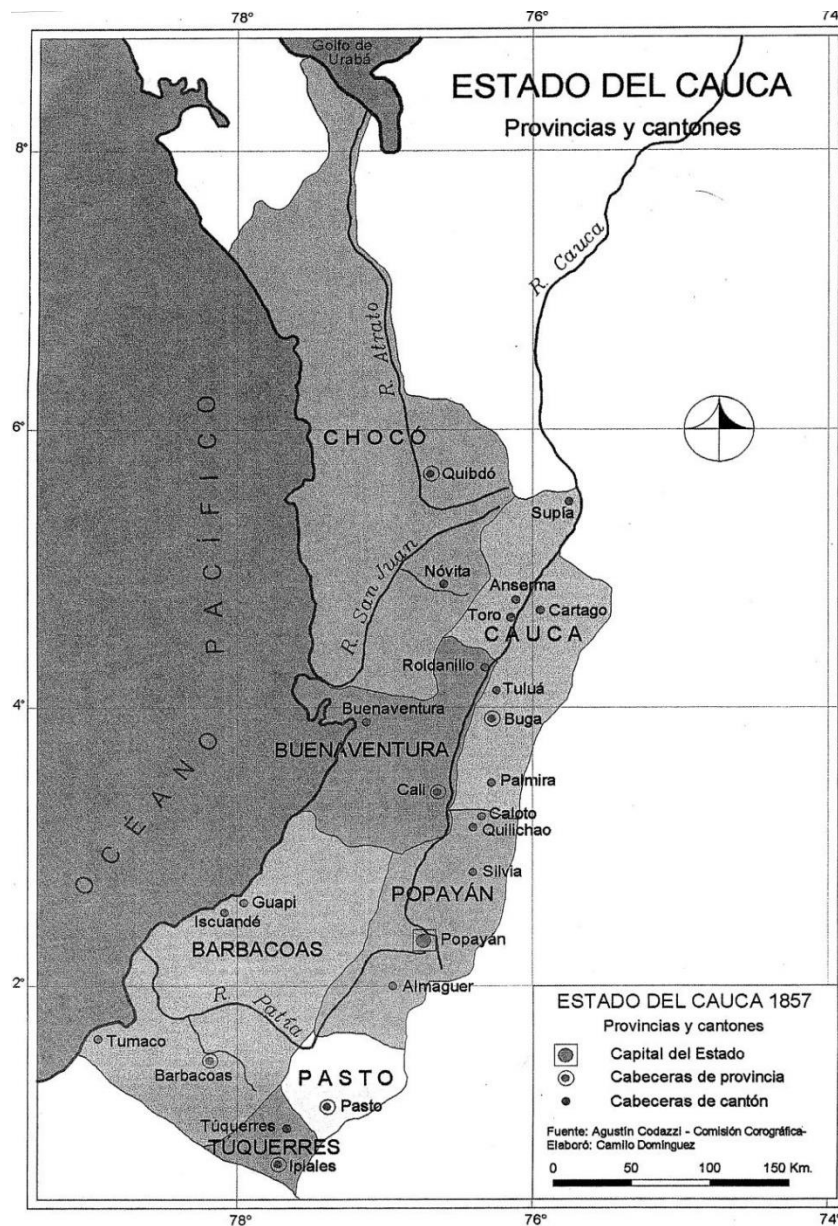 78°
76°
74°
Golfo de
Urabá
ESTADO DEL CAUCA
Provincias y cantones
8°
R. Cauca
R. Atrato
6°
CHOCÓ
Quibdó
Supía
OCÉANO PACÍFICO
Nóvita
R. San Juan
Anserma
Toro
Cartago
CAUCA
Roldanillo
Tuluá
4°
Buenaventura
Buga
BUENAVENTURA
Cali
Palmira
Caloto
Quilichao
Silvia
POPAYÁN
Guapi
Iscuandé
BARBACOAS
Popayán
2°
Almaguer
R. Patía
Tumaco
Barbacoas
PASTO
Pasto
Túquerres
TÚQUERRES
Ipiales
ESTADO DEL CAUCA 1857
Provincias y cantones
Capital del Estado
Cabeceras de provincia
Cabeceras de cantón
Fuente: Agustín Codazzi - Comisión Corográfica-
Elaboró: Camilo Domínguez
0 50 100 150 Km.
78°
76°
74°